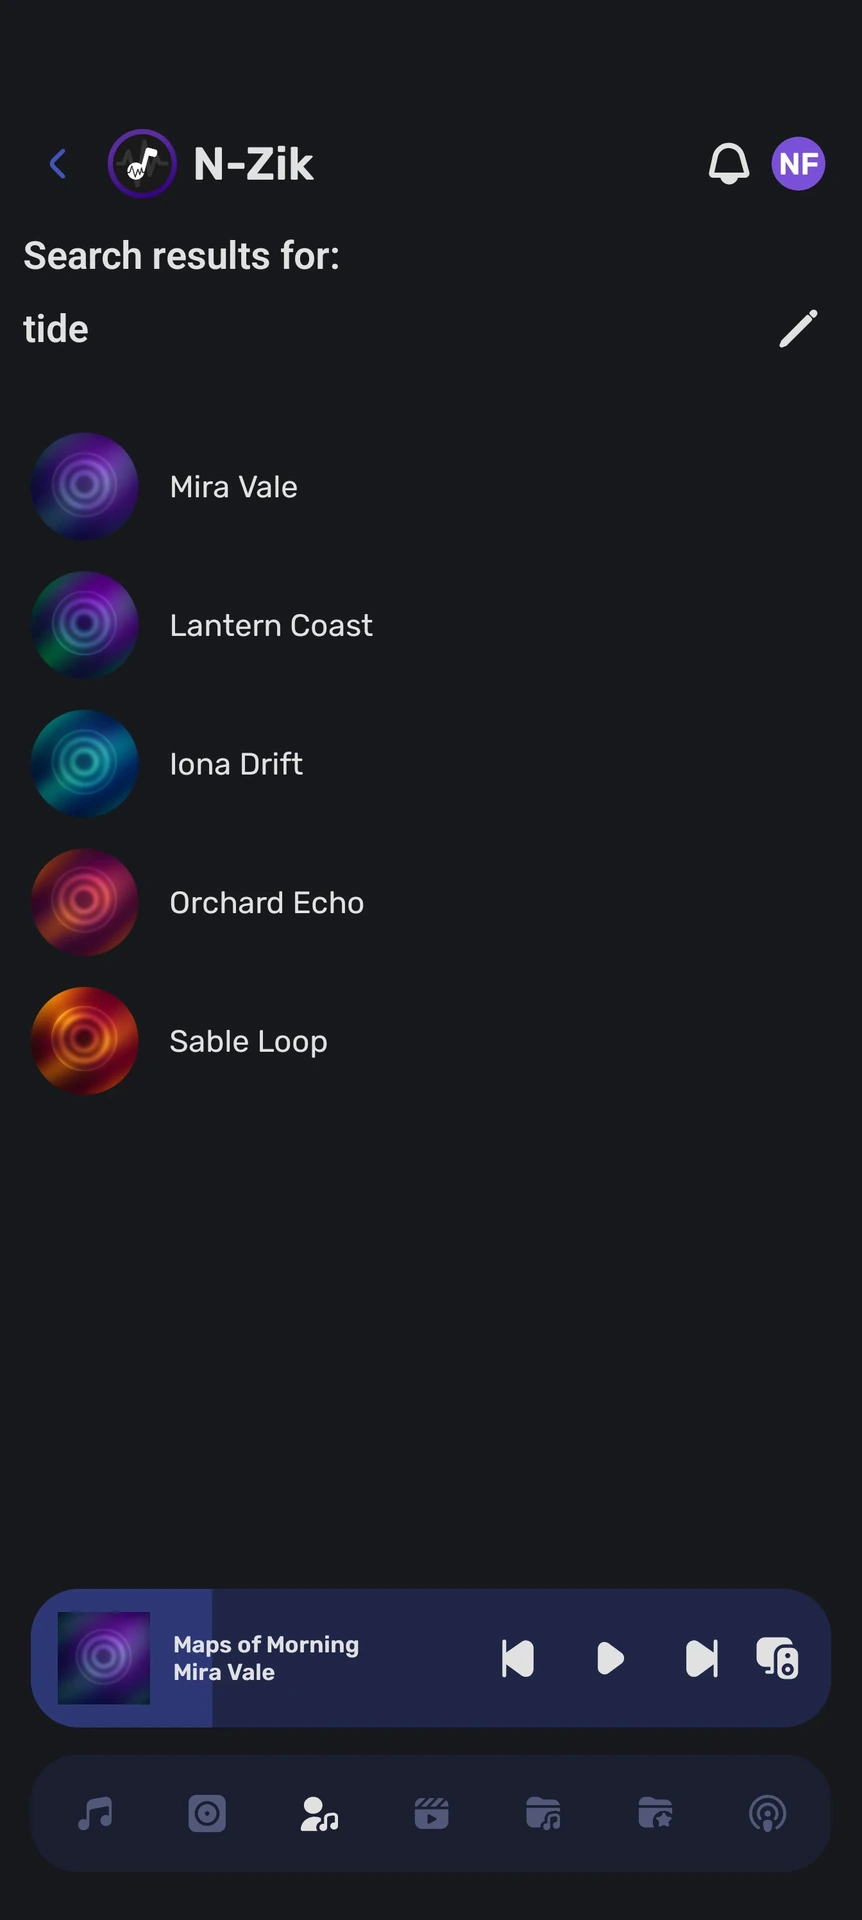 N-Zik
NF
Search results for:
tide
Mira Vale
Lantern Coast
Iona Drift
Orchard Echo
Sable Loop
Maps of Morning
Mira Vale